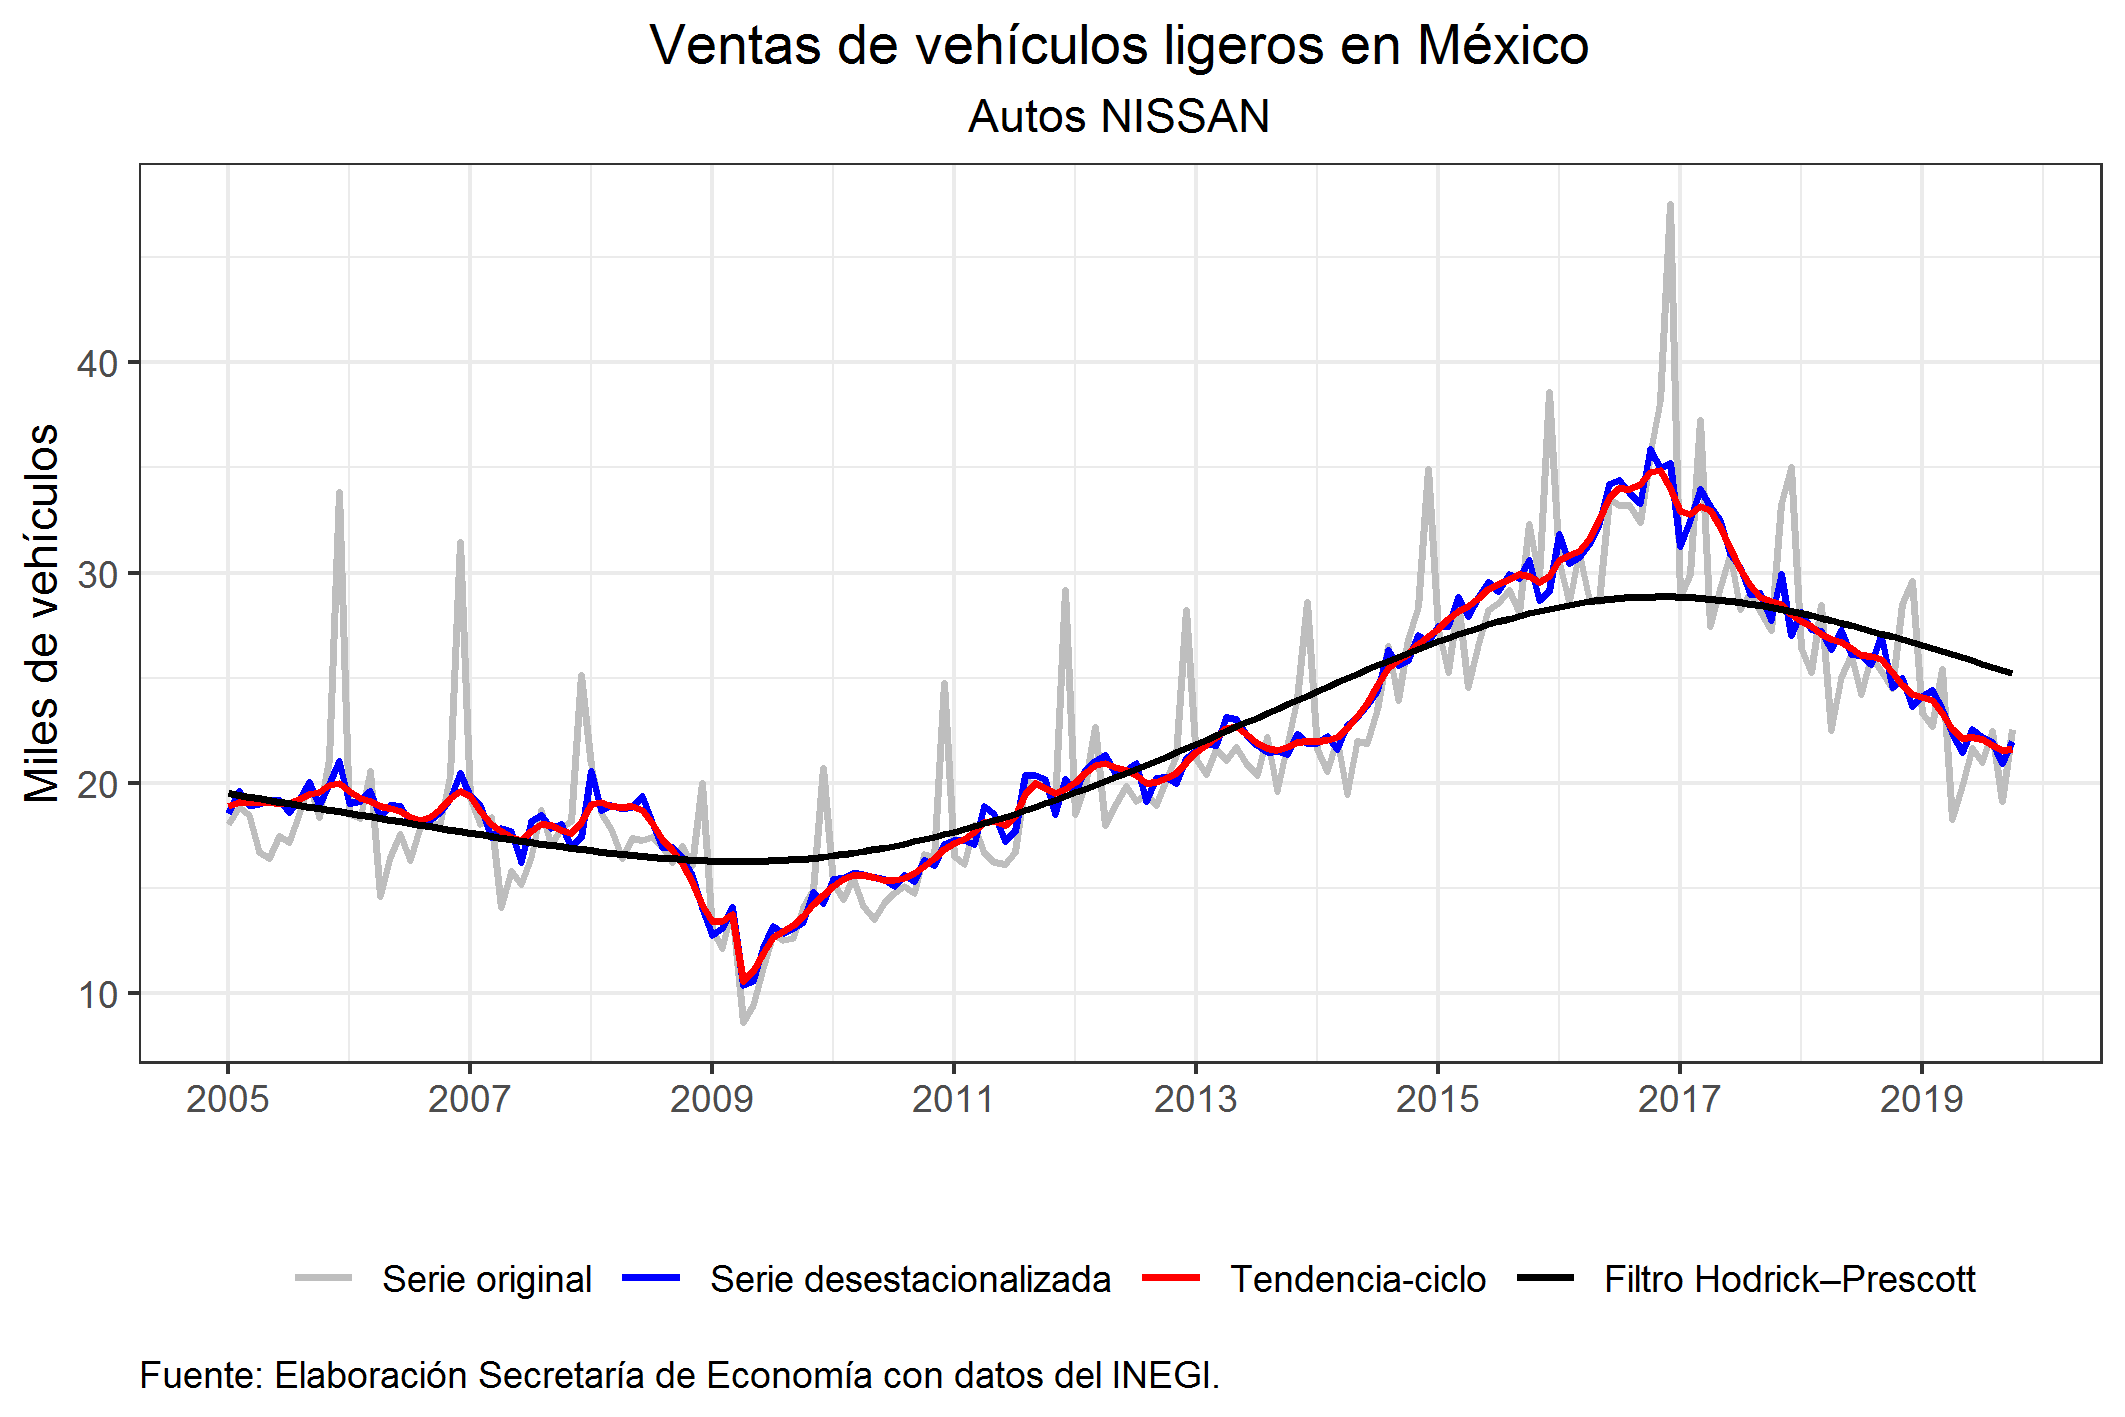 Ventas de vehículos ligeros en México
Autos NISSAN
Miles de vehículos
40
30
20
10
2005 2007 2009 2011 2013 2015 2017 2019
Serie original Serie desestacionalizada Tendencia-ciclo Filtro Hodrick–Prescott
Fuente: Elaboración Secretaría de Economía con datos del INEGI.